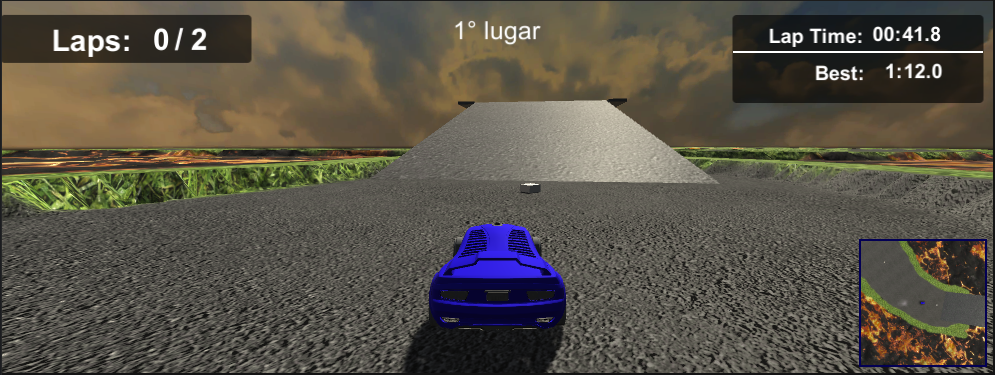 Laps: 0 / 2
1° lugar
Lap Time: 00:41.8
Best: 1:12.0